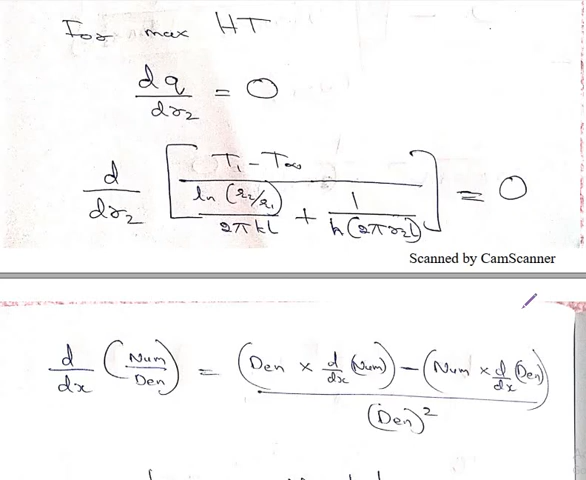 For max HT
dq/dr₂ = 0
d/dr₂ [ (T₁ - T∞) / ( ln(r₂/r₁)/2πkL + 1/h(2πr₂L) ) ] = 0
Scanned by CamScanner
d/dx (Num/Den) = ( (Den × d/dx (Num)) - (Num × d/dx (Den)) ) / (Den)²